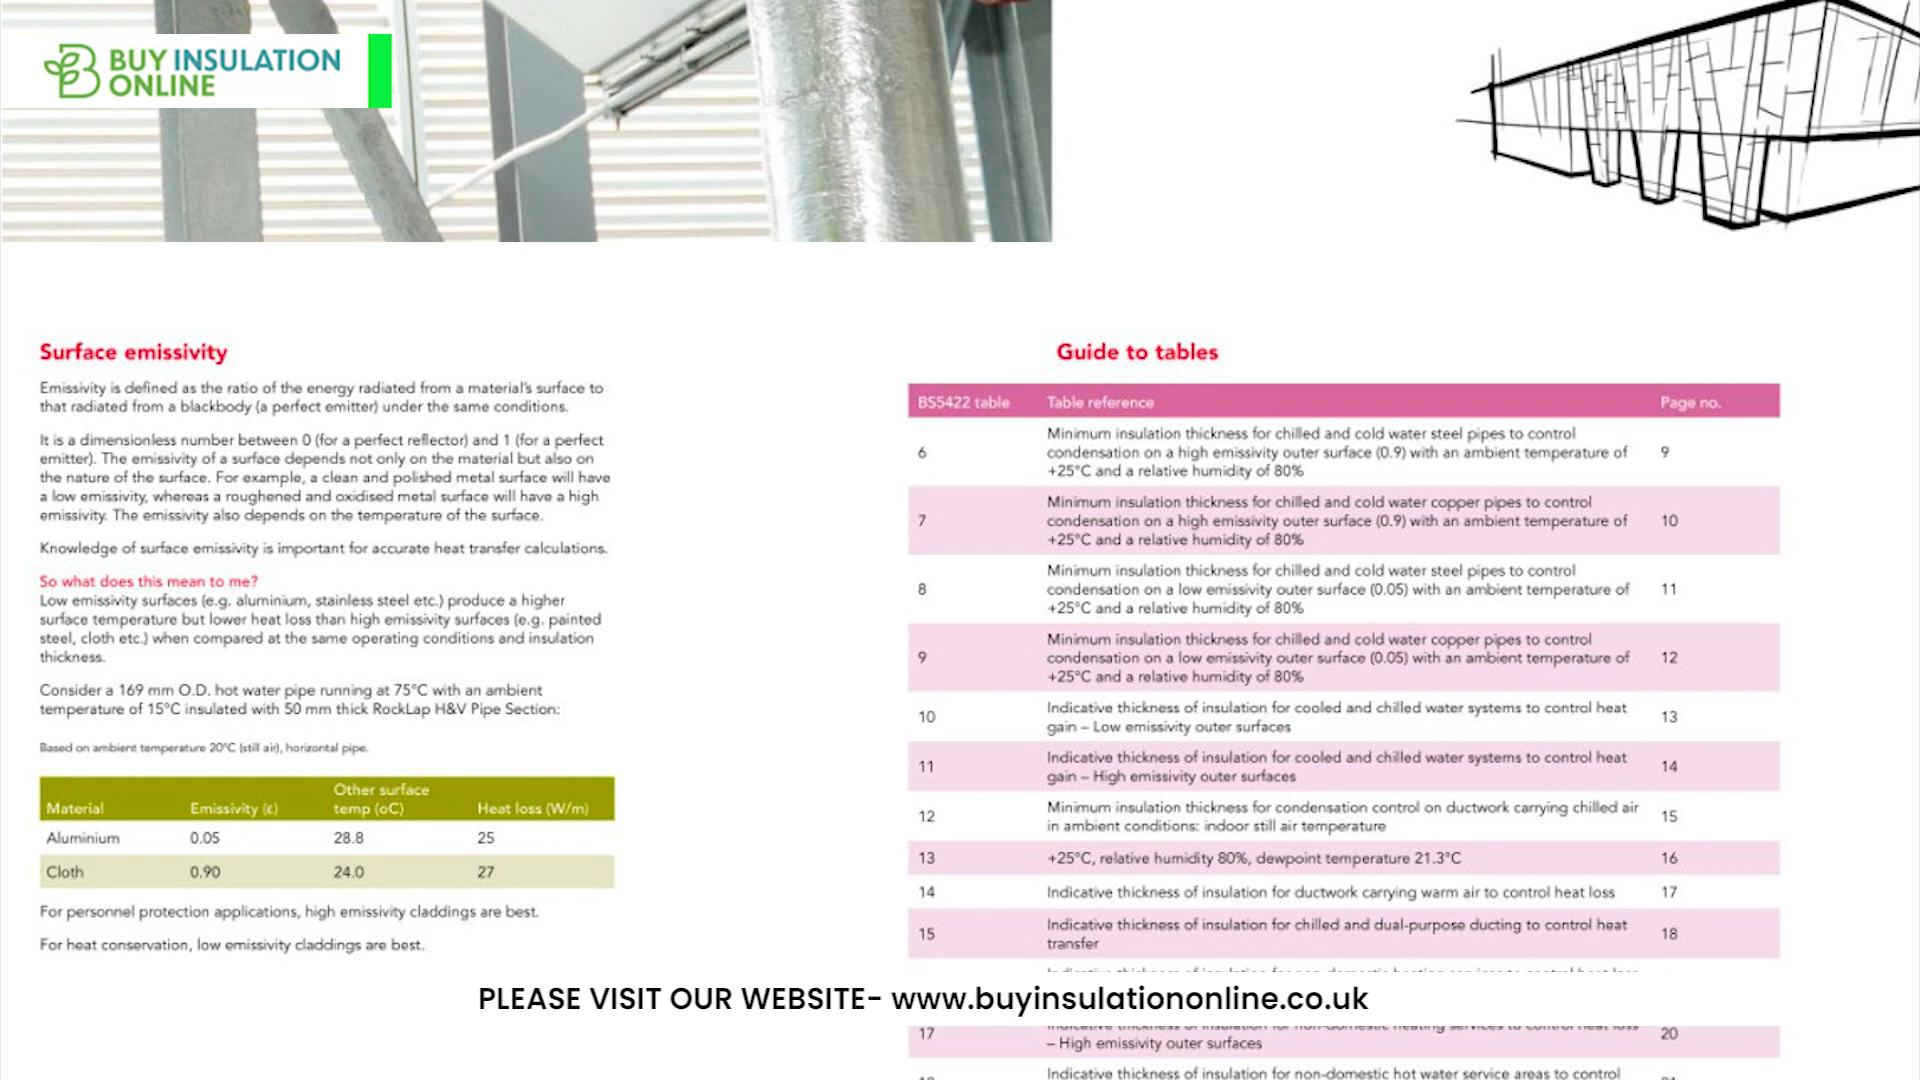 BUY INSULATION
ONLINE
Surface emissivity
Emissivity is defined as the ratio of the energy radiated from a material's surface to
that radiated from a blackbody (a perfect emitter) under the same conditions.
It is a dimensionless number between 0 (for a perfect reflector) and 1 (for a perfect
emitter). The emissivity of a surface depends not only on the material but also on
the nature of the surface. For example, a clean and polished metal surface will have
a low emissivity, whereas a roughened and oxidised metal surface will have a high
emissivity. The emissivity also depends on the temperature of the surface.
Knowledge of surface emissivity is important for accurate heat transfer calculations.
So what does this mean to me?
Low emissivity surfaces (e.g. aluminium, stainless steel etc.) produce a higher
surface temperature but lower heat loss than high emissivity surfaces (e.g. painted
steel, cloth etc.) when compared at the same operating conditions and insulation
thickness.
Consider a 169 mm O.D. hot water pipe running at 75°C with an ambient
temperature of 15°C insulated with 50 mm thick RockLap H&V Pipe Section:
Based on ambient temperature 20°C (still air), horizontal pipe.
Other surface
Material Emissivity (ε) temp (oC) Heat loss (W/m)
Aluminium 0.05 28.8 25
Cloth 0.90 24.0 27
For personnel protection applications, high emissivity claddings are best.
For heat conservation, low emissivity claddings are best.
Guide to tables
BS5422 table Table reference Page no.
Minimum insulation thickness for chilled and cold water steel pipes to control
6 condensation on a high emissivity outer surface (0.9) with an ambient temperature of 9
+25°C and a relative humidity of 80%
Minimum insulation thickness for chilled and cold water copper pipes to control
7 condensation on a high emissivity outer surface (0.9) with an ambient temperature of 10
+25°C and a relative humidity of 80%
Minimum insulation thickness for chilled and cold water steel pipes to control
8 condensation on a low emissivity outer surface (0.05) with an ambient temperature of 11
+25°C and a relative humidity of 80%
Minimum insulation thickness for chilled and cold water copper pipes to control
9 condensation on a low emissivity outer surface (0.05) with an ambient temperature of 12
+25°C and a relative humidity of 80%
10 Indicative thickness of insulation for cooled and chilled water systems to control heat 13
gain – Low emissivity outer surfaces
11 Indicative thickness of insulation for cooled and chilled water systems to control heat 14
gain – High emissivity outer surfaces
12 Minimum insulation thickness for condensation control on ductwork carrying chilled air 15
in ambient conditions: indoor still air temperature
13 +25°C, relative humidity 80%, dewpoint temperature 21.3°C 16
14 Indicative thickness of insulation for ductwork carrying warm air to control heat loss 17
15 Indicative thickness of insulation for chilled and dual-purpose ducting to control heat 18
transfer
PLEASE VISIT OUR WEBSITE- www.buyinsulationonline.co.uk
17 Indicative thickness of insulation for non-domestic heating services to control heat loss 20
– High emissivity outer surfaces
Indicative thickness of insulation for non-domestic hot water service areas to control